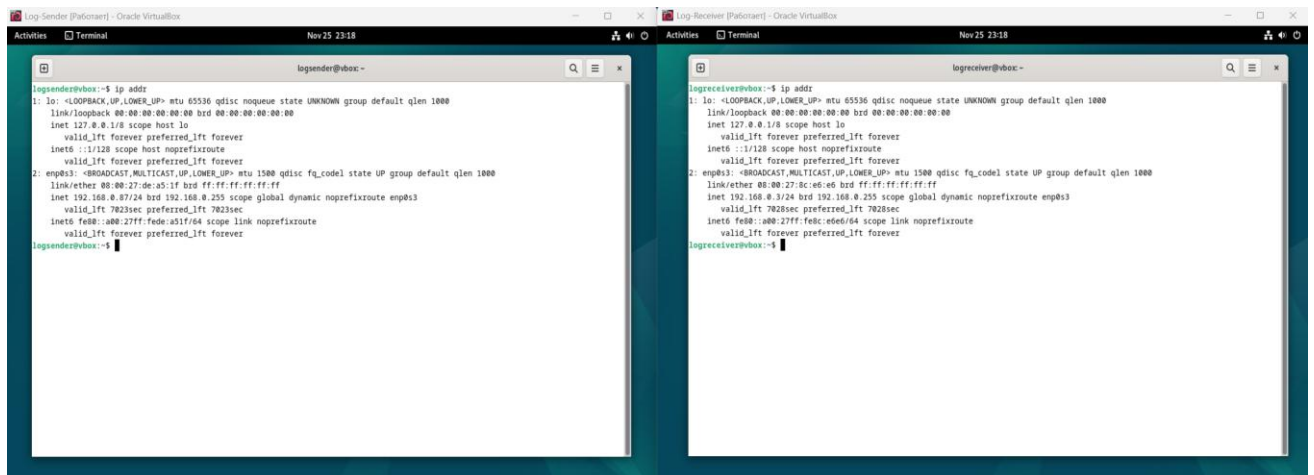 Log-Sender [Работает] - Oracle VirtualBox
Activities Terminal Nov 25 23:18
logsender@vbox: ~
logsender@vbox:~$ ip addr
1: lo: <LOOPBACK,UP,LOWER_UP> mtu 65536 qdisc noqueue state UNKNOWN group default qlen 1000
link/loopback 00:00:00:00:00:00 brd 00:00:00:00:00:00
inet 127.0.0.1/8 scope host lo
valid_lft forever preferred_lft forever
inet6 ::1/128 scope host noprefixroute
valid_lft forever preferred_lft forever
2: enp0s3: <BROADCAST,MULTICAST,UP,LOWER_UP> mtu 1500 qdisc fq_codel state UP group default qlen 1000
link/ether 08:00:27:de:a5:1f brd ff:ff:ff:ff:ff:ff
inet 192.168.0.87/24 brd 192.168.0.255 scope global dynamic noprefixroute enp0s3
valid_lft 7023sec preferred_lft 7023sec
inet6 fe80::a00:27ff:fede:a51f/64 scope link noprefixroute
valid_lft forever preferred_lft forever
logsender@vbox:~$
Log-Receiver [Работает] - Oracle VirtualBox
Activities Terminal Nov 25 23:18
logreceiver@vbox: ~
logreceiver@vbox:~$ ip addr
1: lo: <LOOPBACK,UP,LOWER_UP> mtu 65536 qdisc noqueue state UNKNOWN group default qlen 1000
link/loopback 00:00:00:00:00:00 brd 00:00:00:00:00:00
inet 127.0.0.1/8 scope host lo
valid_lft forever preferred_lft forever
inet6 ::1/128 scope host noprefixroute
valid_lft forever preferred_lft forever
2: enp0s3: <BROADCAST,MULTICAST,UP,LOWER_UP> mtu 1500 qdisc fq_codel state UP group default qlen 1000
link/ether 08:00:27:8c:e6:e6 brd ff:ff:ff:ff:ff:ff
inet 192.168.0.3/24 brd 192.168.0.255 scope global dynamic noprefixroute enp0s3
valid_lft 7028sec preferred_lft 7028sec
inet6 fe80::a00:27ff:fe8c:e6e6/64 scope link noprefixroute
valid_lft forever preferred_lft forever
logreceiver@vbox:~$